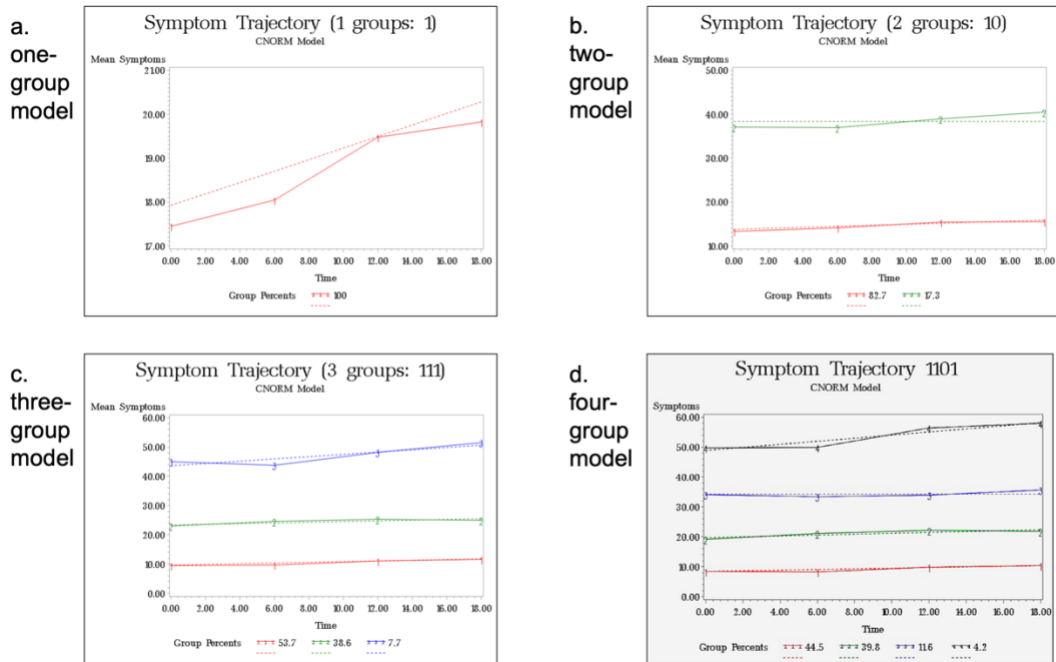 a.
one-
group
model
Symptom Trajectory (1 groups: 1)
CNORM Model
Mean Symptoms
2100
20.00
19.00
18.00
17.00
0.00 2.00 4.00 6.00 8.00 10.00 12.00 14.00 16.00 18.00
Time
Group Percents 100
b.
two-
group
model
Symptom Trajectory (2 groups: 10)
CNORM Model
Mean Symptoms
50.00
40.00
30.00
20.00
10.00
0.00 2.00 4.00 6.00 8.00 10.00 12.00 14.00 16.00 18.00
Time
Group Percents 82.7 17.3
c.
three-
group
model
Symptom Trajectory (3 groups: 111)
CNORM Model
Mean Symptoms
60.00
50.00
40.00
30.00
20.00
10.00
0.00
0.00 2.00 4.00 6.00 8.00 10.00 12.00 14.00 16.00 18.00
Time
Group Percents 53.7 38.6 7.7
d.
four-
group
model
Symptom Trajectory 1101
CNORM Model
Symptoms
60.00
50.00
40.00
30.00
20.00
10.00
0.00
0.00 2.00 4.00 6.00 8.00 10.00 12.00 14.00 16.00 18.00
Time
Group Percents 44.5 39.8 116 4.2